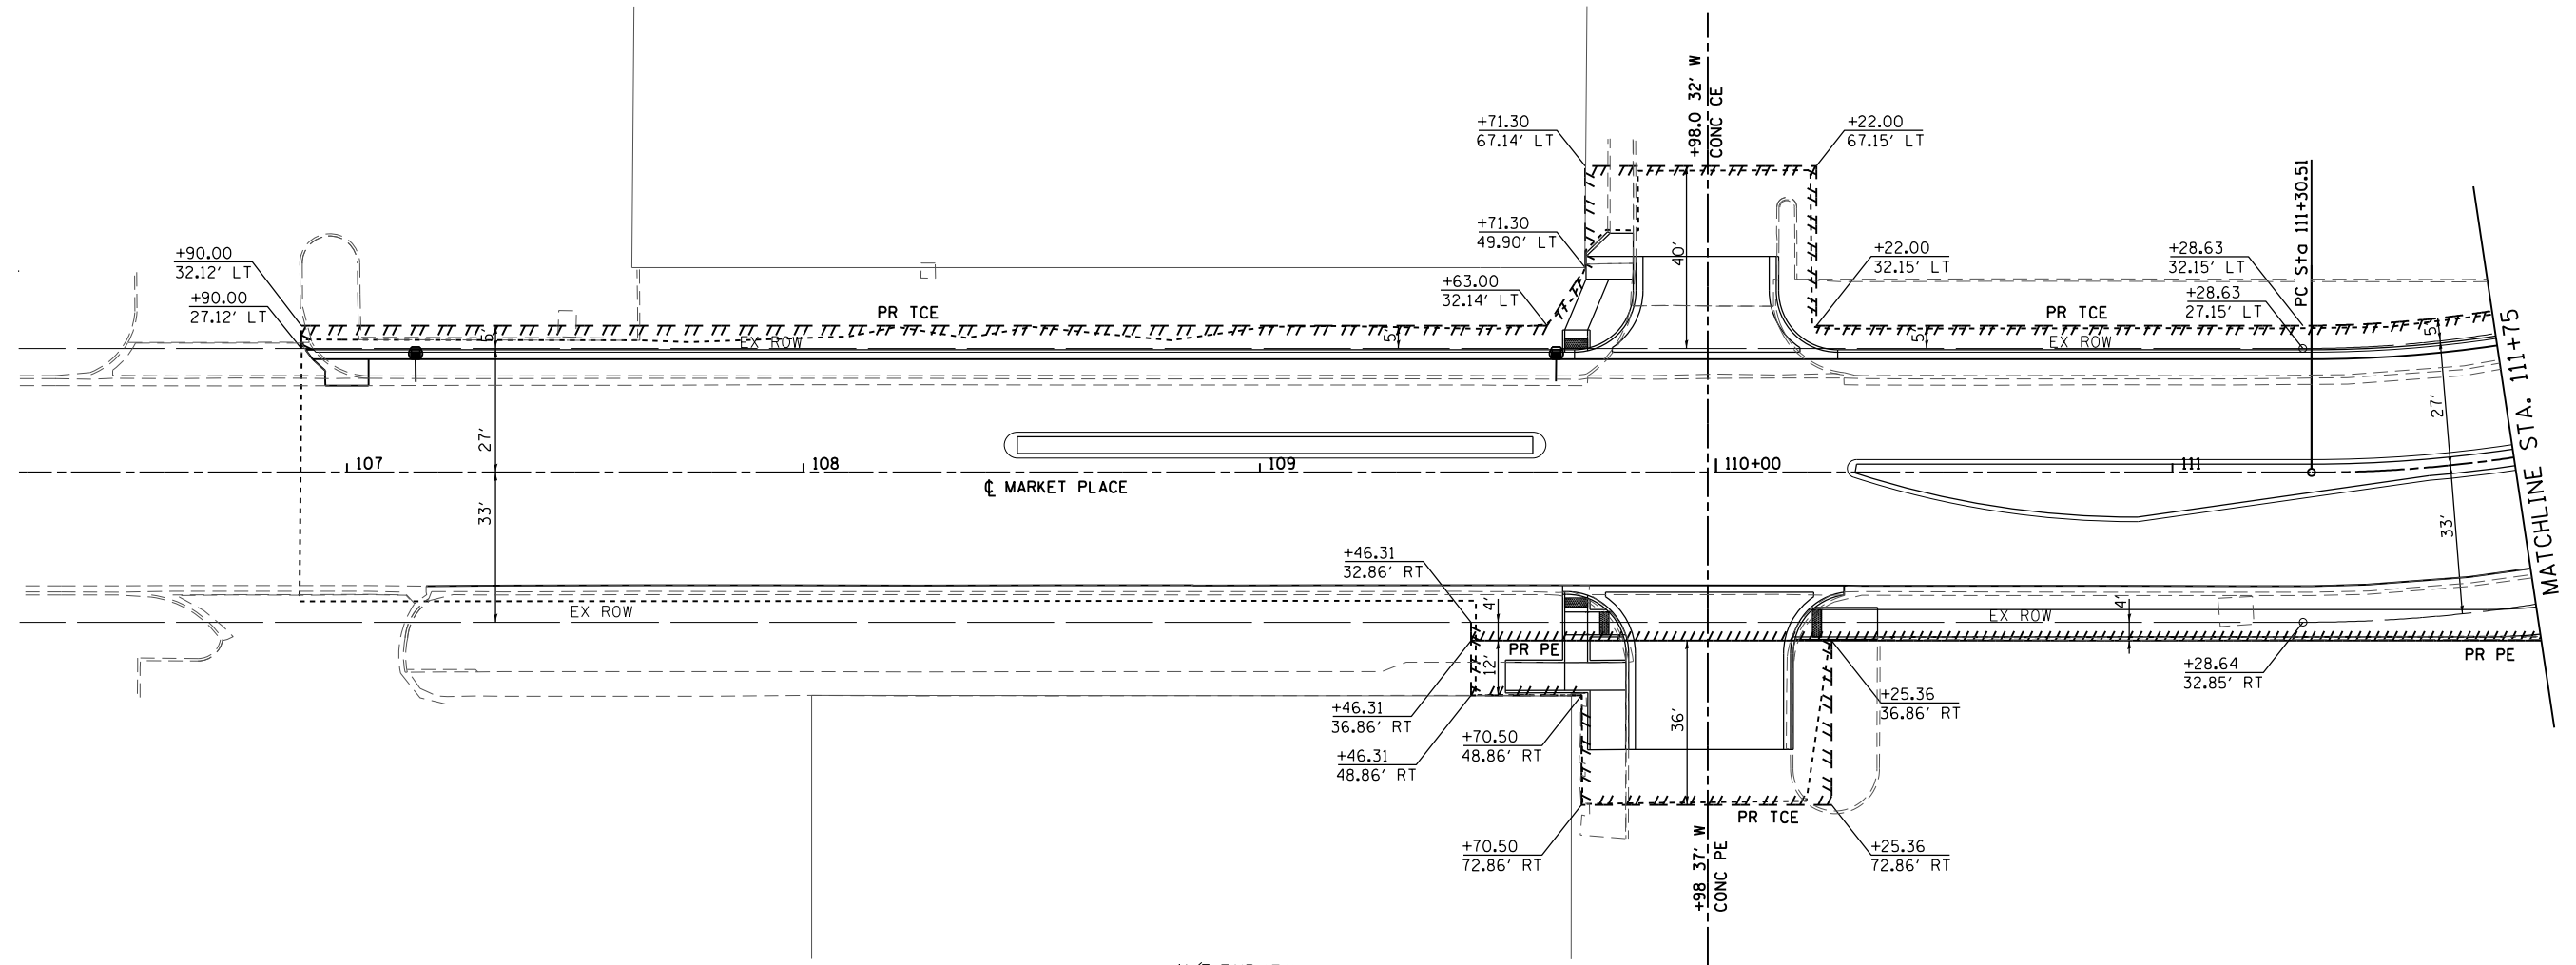 +98.0 32' W
CONC CE
+71.30
67.14' LT
+22.00
67.15' LT
PC Sta 111+30.51
+71.30
49.90' LT
40'
+90.00
32.12' LT
+22.00
32.15' LT
+28.63
32.15' LT
+63.00
32.14' LT
+90.00
27.12' LT
+28.63
27.15' LT
PR TCE
PR TCE
5'
EX ROW
5'
5'
EX ROW
5'
MATCHLINE STA. 111+75
27'
27'
107
108
109
110+00
111
℄ MARKET PLACE
33'
33'
+46.31
32.86' RT
EX ROW
4'
EX ROW
4'
PR PE
PR PE
12'
+28.64
32.85' RT
+46.31
36.86' RT
+25.36
36.86' RT
36'
+70.50
48.86' RT
+46.31
48.86' RT
PR TCE
+70.50
72.86' RT
+25.36
72.86' RT
+98 37' W
CONC PE